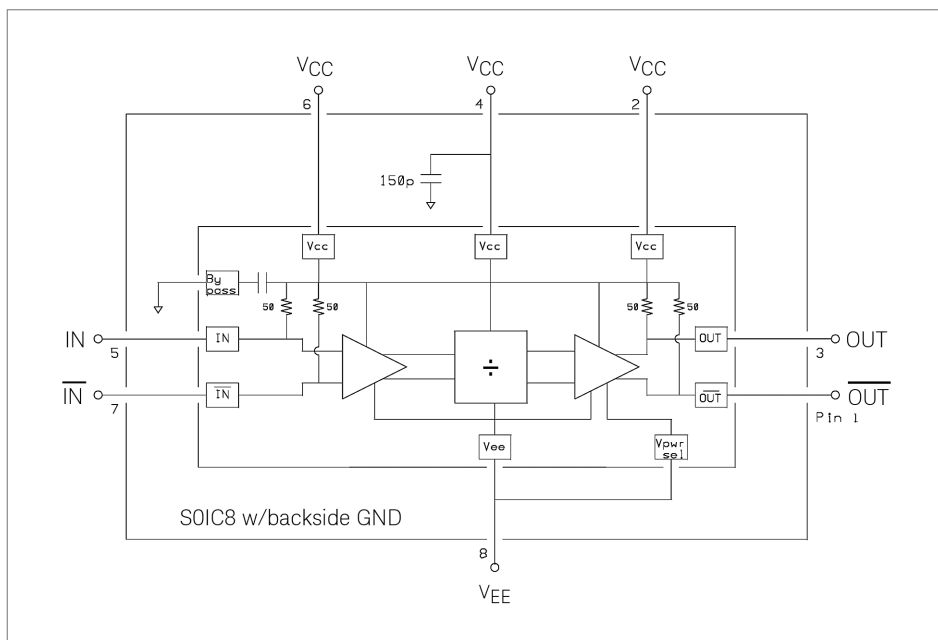 VCC VCC VCC
6 4 2
150p
Vcc Vcc Vcc
By
pass
50 50 50 50
IN IN OUT OUT
5 3
÷
IN IN OUT OUT
7 Pin 1
Vee Vpwr
sel
SOIC8 w/backside GND
8
VEE